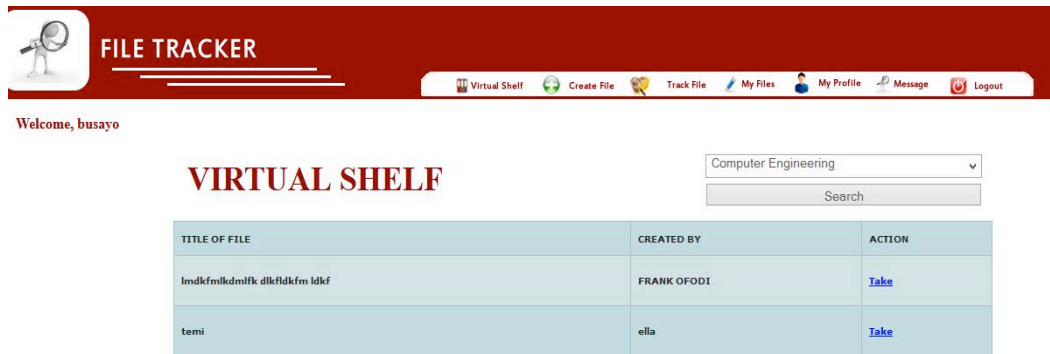 FILE TRACKER
Virtual Shelf Create File Track File My Files My Profile Message Logout
Welcome, busayo
VIRTUAL SHELF
Computer Engineering
Search
TITLE OF FILE CREATED BY ACTION
lmdkfmlkdmlfk dlkfldkfm ldkf FRANK OFODI Take
temi ella Take